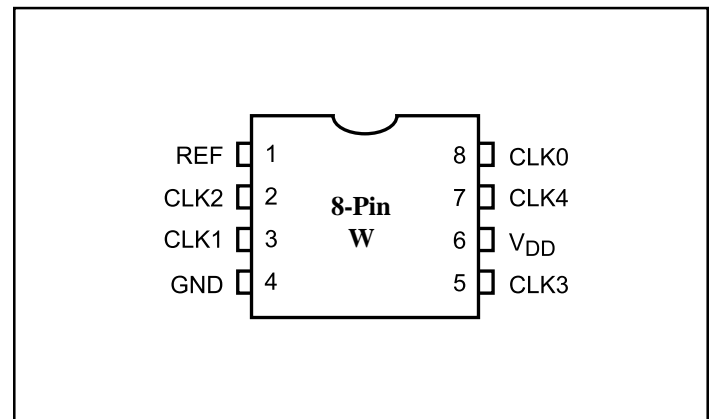 REF 1 8 CLK0
CLK2 2 7 CLK4
8-Pin
CLK1 3 W 6 VDD
GND 4 5 CLK3